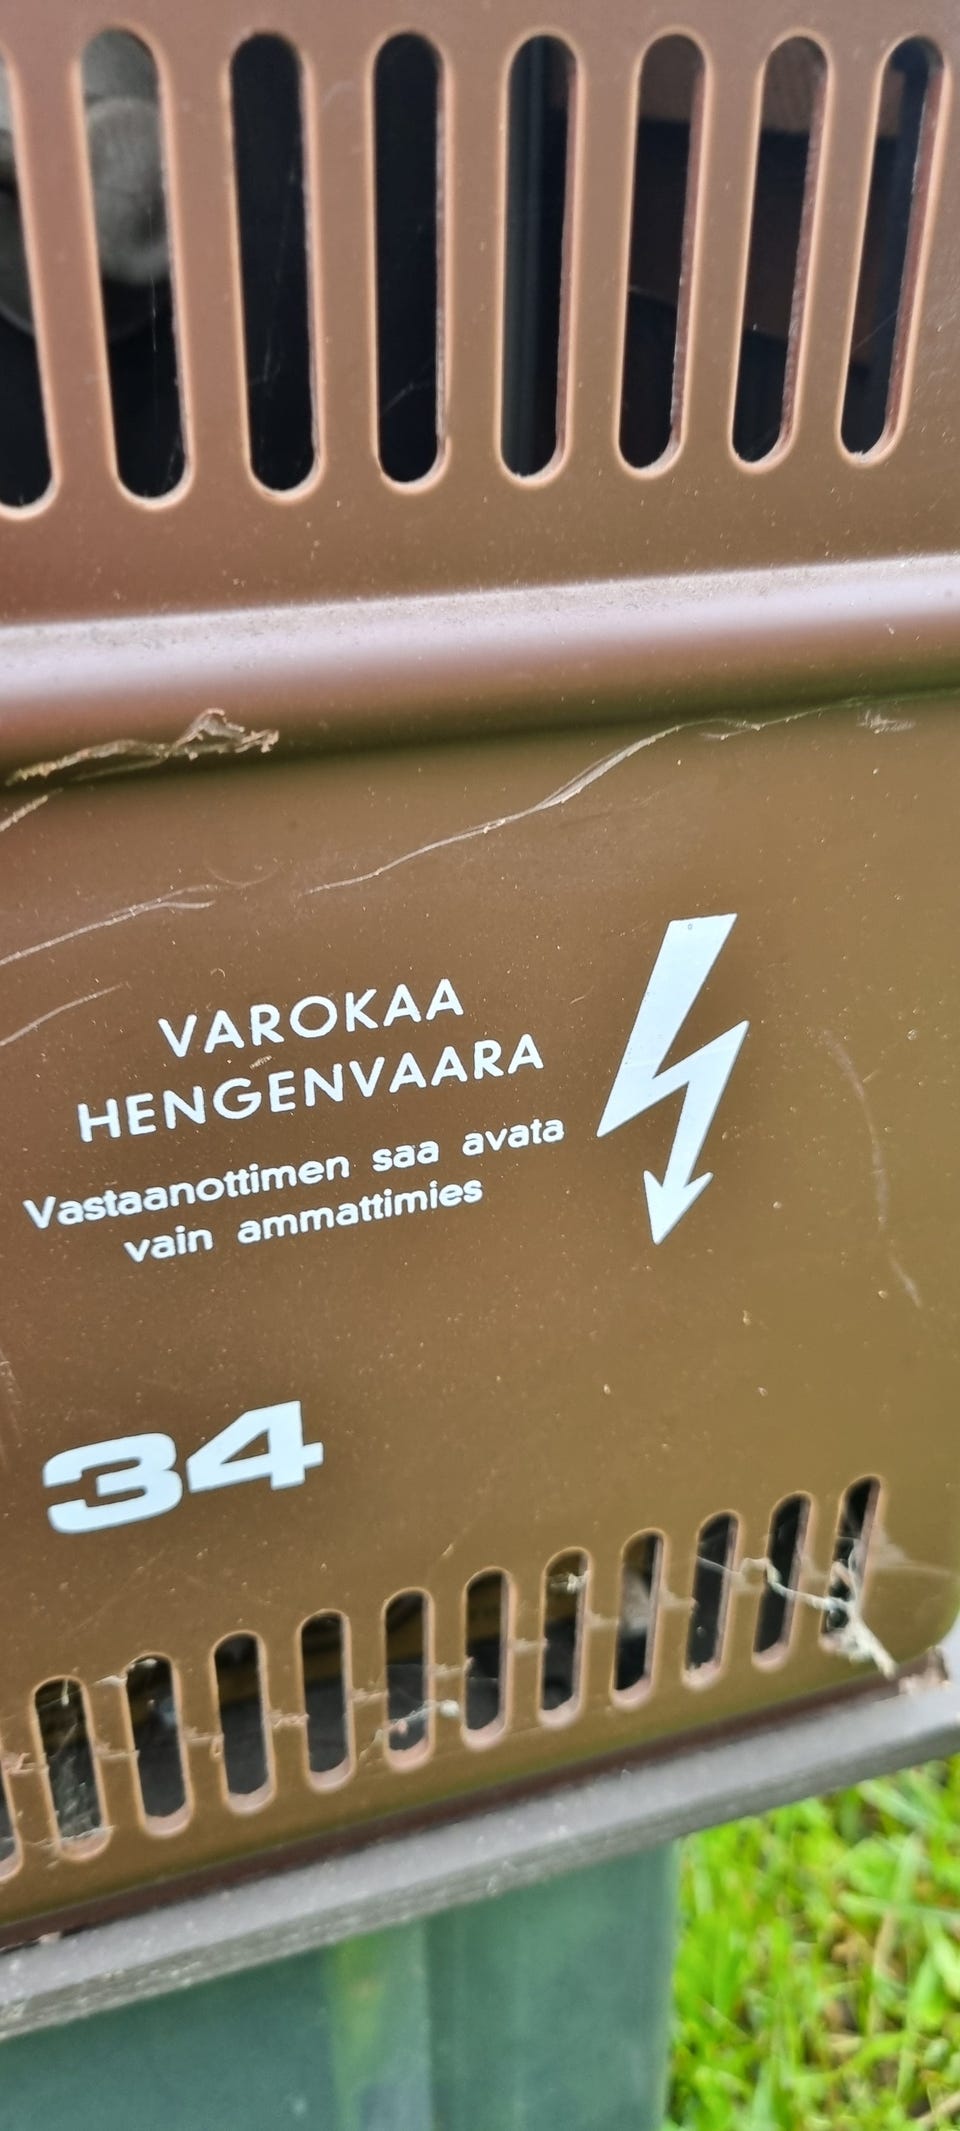 VAROKAA
HENGENVAARA
Vastaanottimen saa avata
vain ammattimies
34